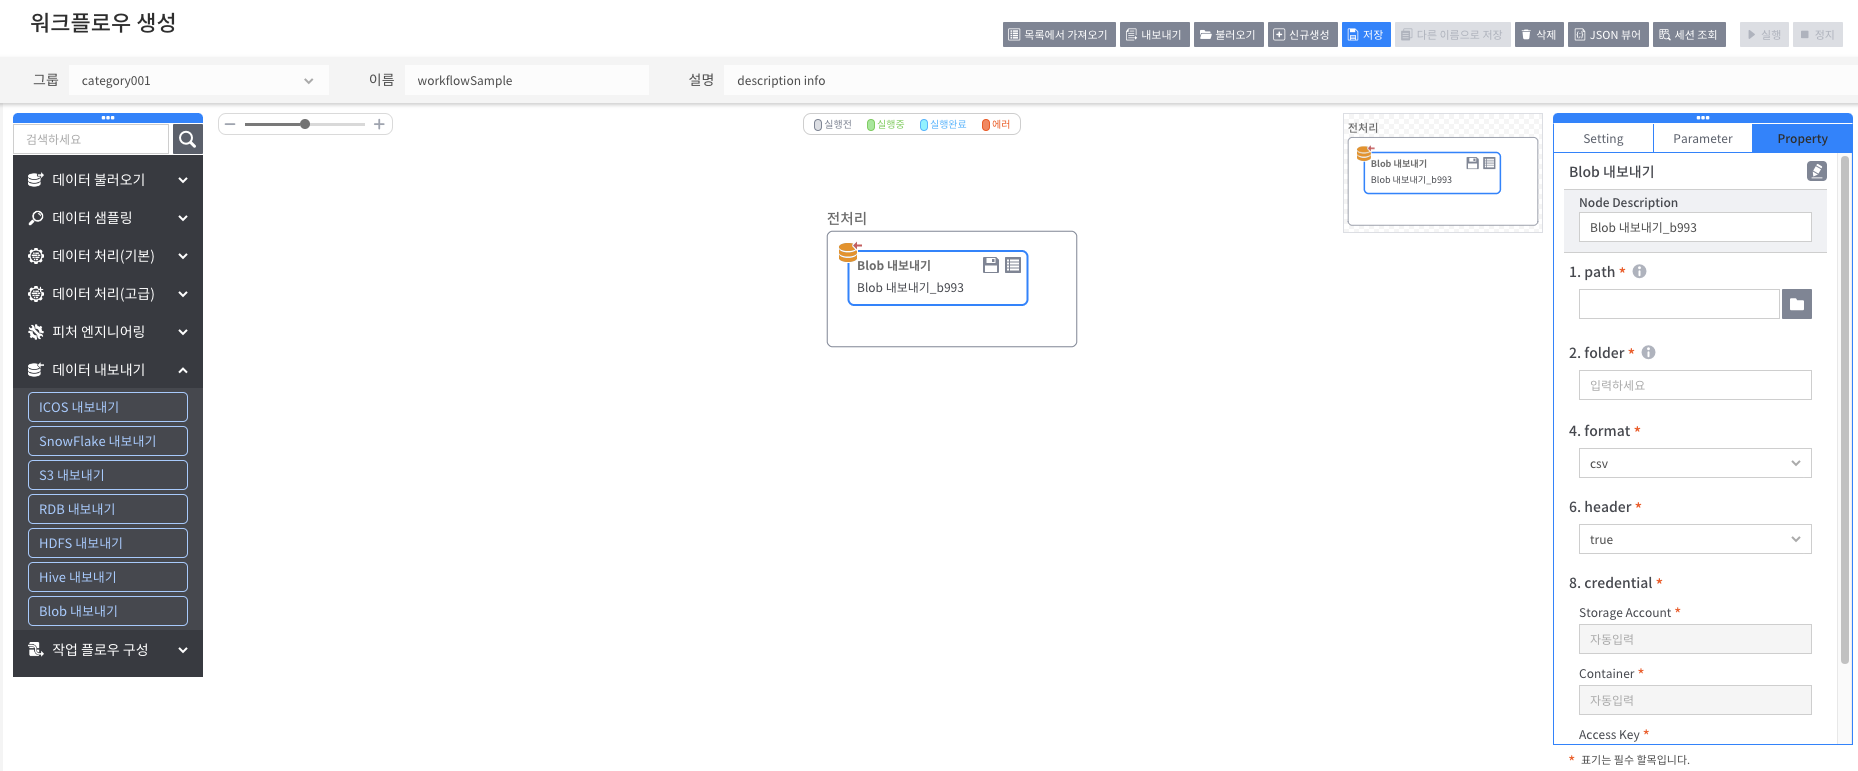 워크플로우 생성
목록에서 가져오기 내보내기 불러오기 신규생성 저장 다른 이름으로 저장 삭제 JSON 뷰어 세션 조회 실행 정지
그룹 category001 이름 workflowSample 설명 description info
검색하세요
데이터 불러오기
데이터 샘플링
데이터 처리(기본)
데이터 처리(고급)
피처 엔지니어링
데이터 내보내기
ICOS 내보내기
SnowFlake 내보내기
S3 내보내기
RDB 내보내기
HDFS 내보내기
Hive 내보내기
Blob 내보내기
작업 플로우 구성
실행전 실행중 실행완료 에러
전처리
Blob 내보내기
Blob 내보내기_b993
전처리
Blob 내보내기
Blob 내보내기_b993
Setting Parameter Property
Blob 내보내기
Node Description
Blob 내보내기_b993
1. path *
2. folder *
입력하세요
4. format *
csv
6. header *
true
8. credential *
Storage Account *
자동입력
Container *
자동입력
Access Key *
* 표기는 필수 할목입니다.